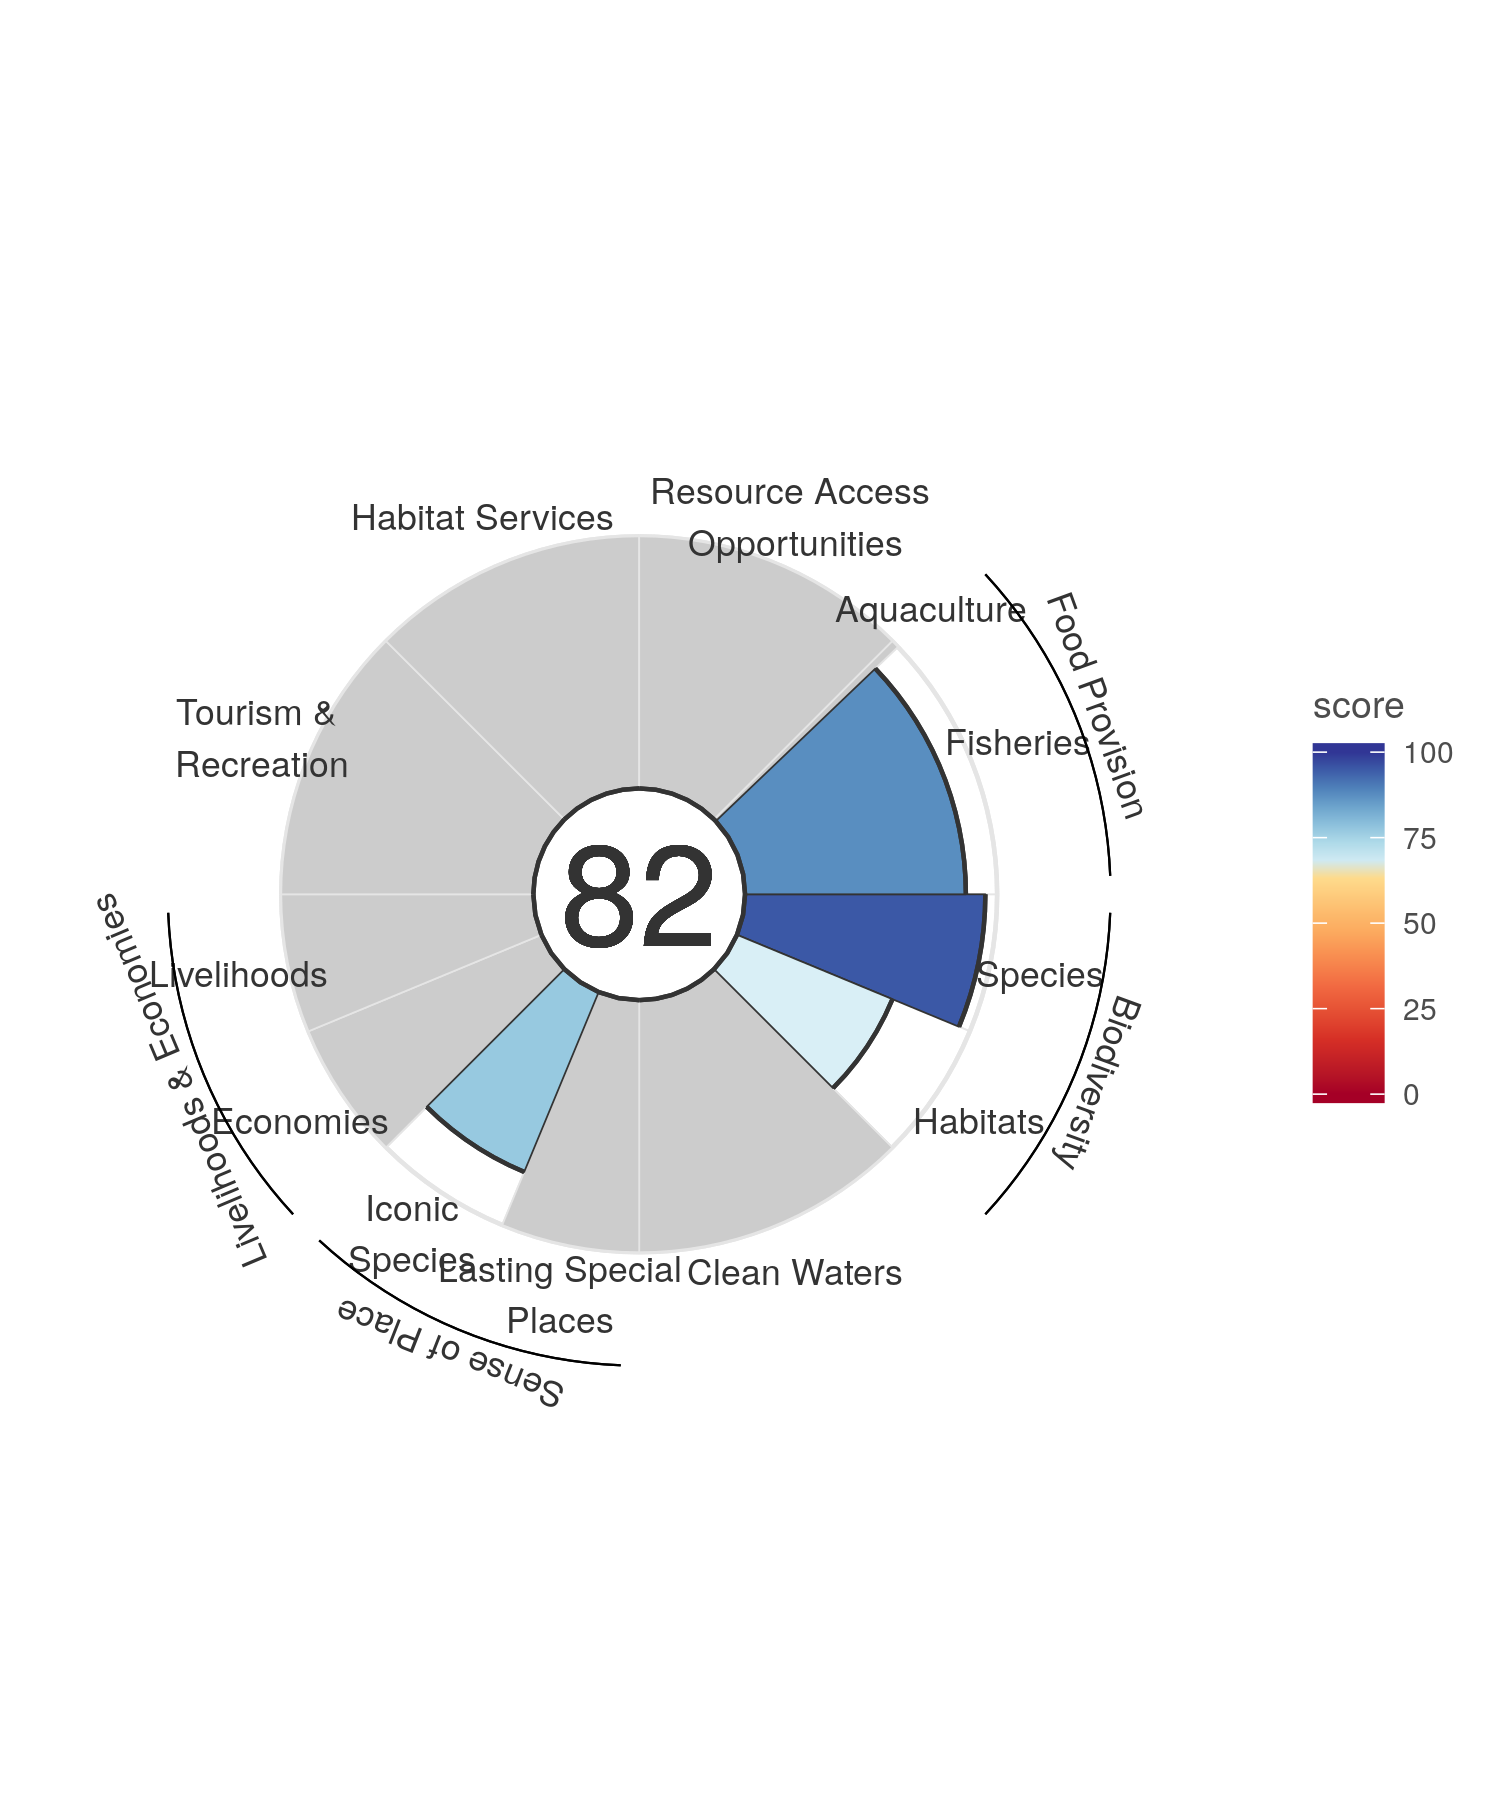 Resource Access
Opportunities
Habitat Services
Aquaculture
Food Provision
Fisheries
Tourism &
Recreation
82
Livelihoods
Species
Livelihoods & Economies
Biodiversity
Economies
Habitats
Iconic
Species
Lasting Special
Places
Clean Waters
Sense of Place
score
100
75
50
25
0